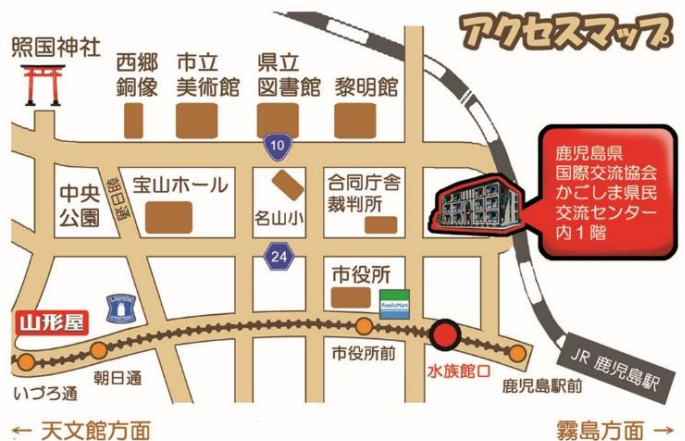 アクセスマップ
照国神社
西郷
銅像
市立
美術館
県立
図書館
黎明館
10
鹿児島県
国際交流協会
かごしま県民
交流センター
内1階
中央
公園
朝日通
宝山ホール
名山小
合同庁舎
裁判所
24
市役所
LAWSON
FamilyMart
山形屋
いづろ通
朝日通
市役所前
水族館口
鹿児島駅前
JR 鹿児島駅
← 天文館方面
霧島方面 →